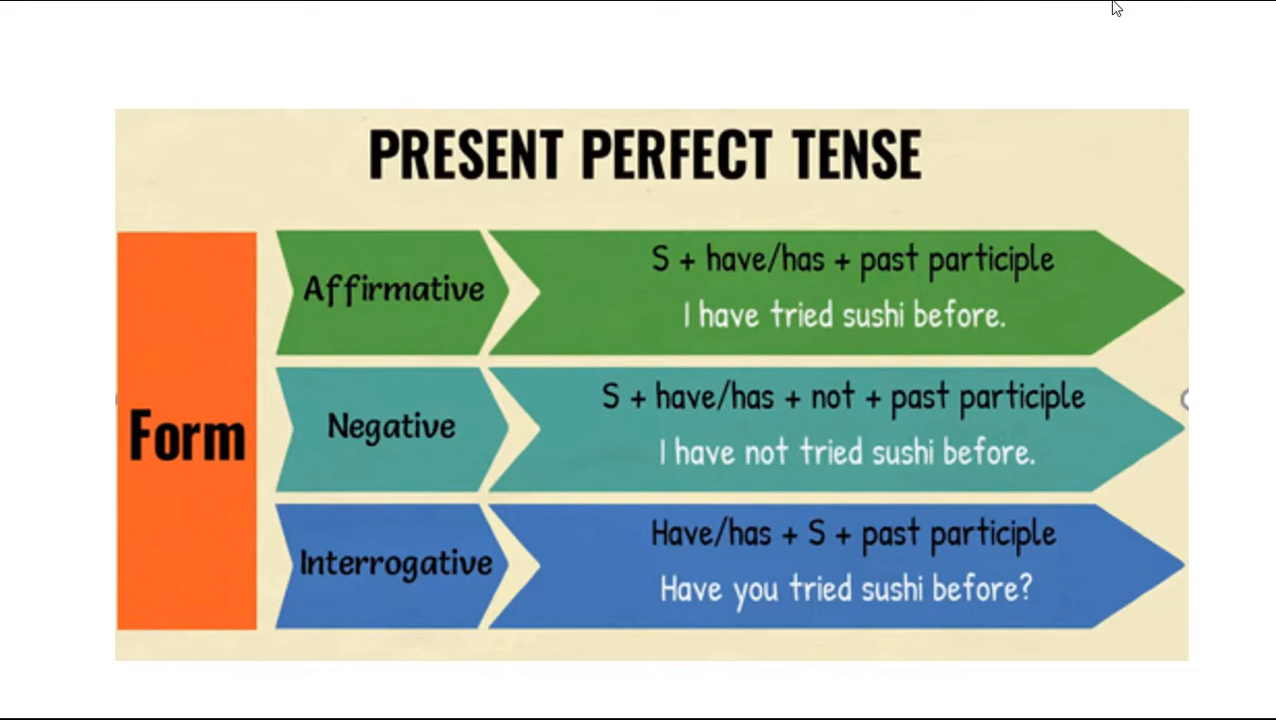 PRESENT PERFECT TENSE
Form
Affirmative
S + have/has + past participle
I have tried sushi before.
Negative
S + have/has + not + past participle
I have not tried sushi before.
Interrogative
Have/has + S + past participle
Have you tried sushi before?